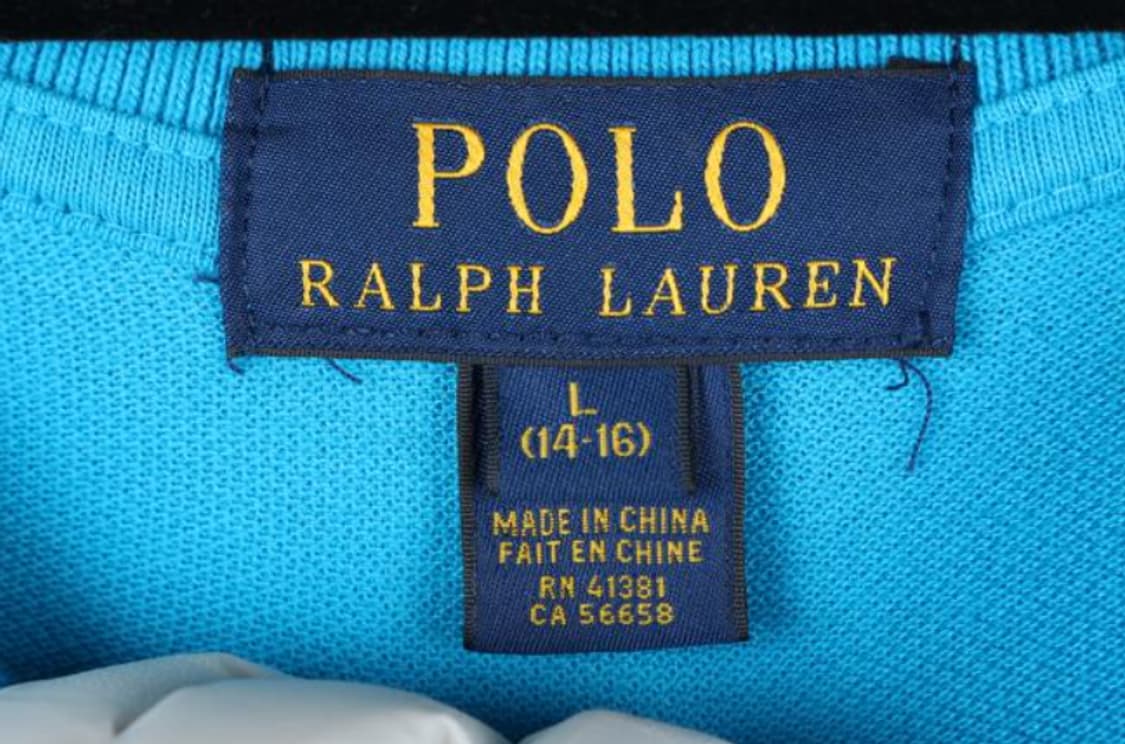 POLO
RALPH LAUREN
L
(14-16)
MADE IN CHINA
FAIT EN CHINE
RN 41381
CA 56658